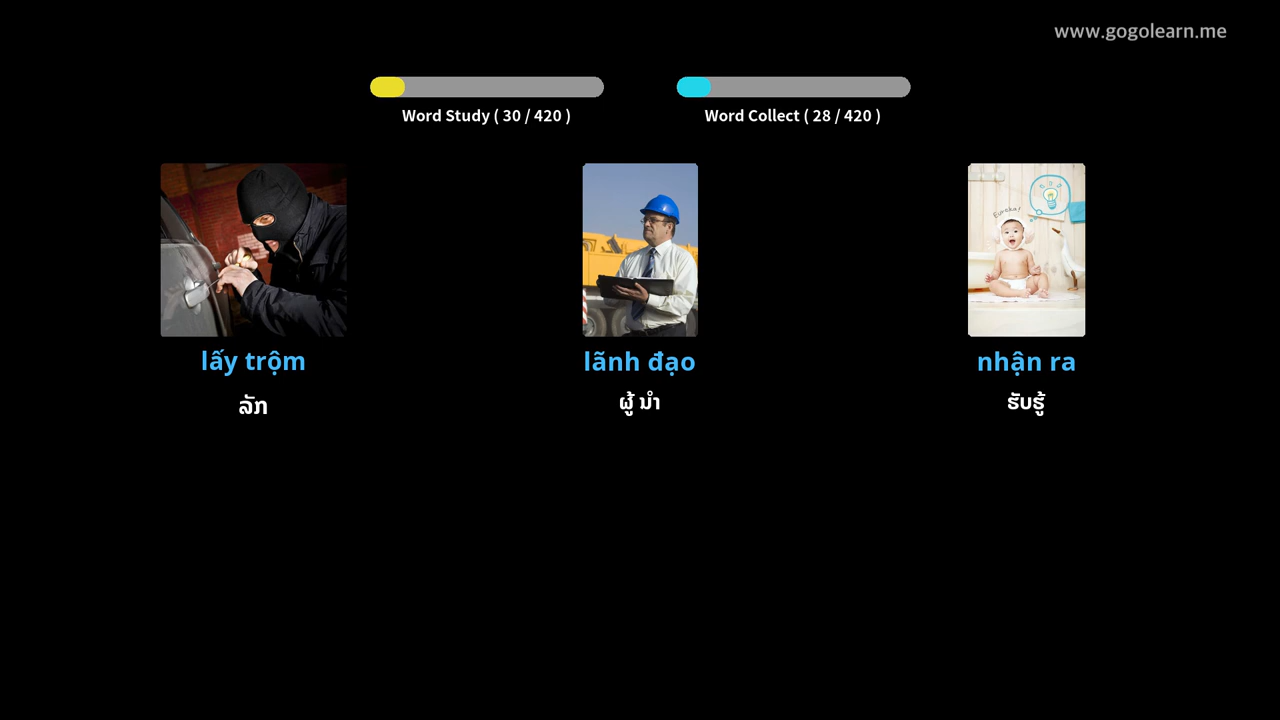 www.gogolearn.me
Word Study ( 30 / 420 )
Word Collect ( 28 / 420 )
Eureka!
lấy trộm
lãnh đạo
nhận ra
ລັກ
ຜູ້ ນຳ
ຮັບຮູ້